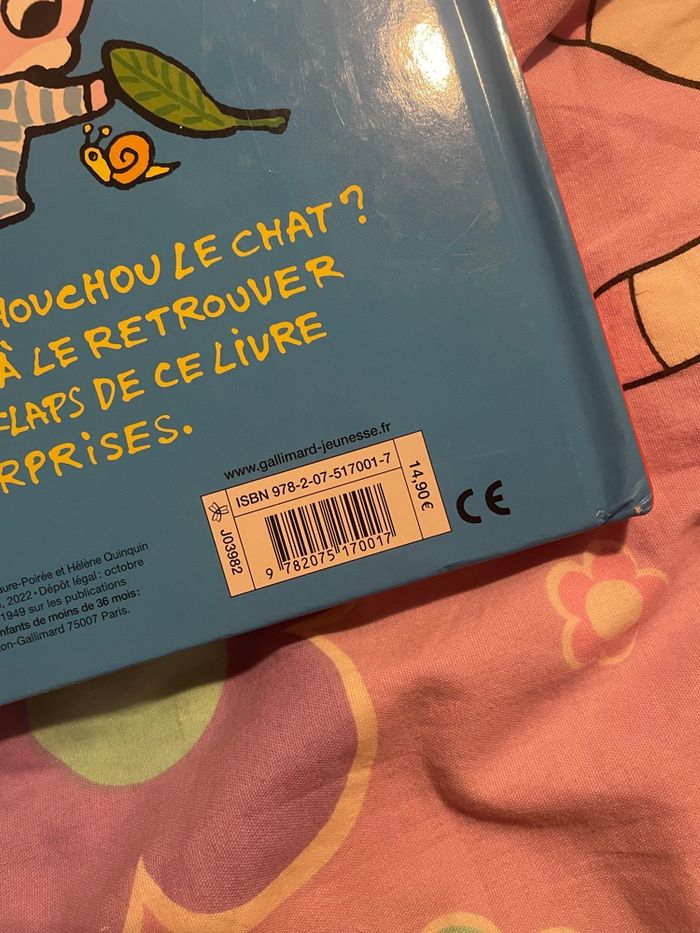 HOUCHOU LE CHAT ?
À LE RETROUVER
FLAPS DE CE LIVRE
RPRISES.
www.gallimard-jeunesse.fr
ISBN 978-2-07-517001-7
14,90€
J03982
9 782075 170017
CE
aure-Poirée et Hélène Quinquin
, 2022 • Dépôt légal : octobre
1949 sur les publications
enfants de moins de 36 mois :
ton-Gallimard 75007 Paris.